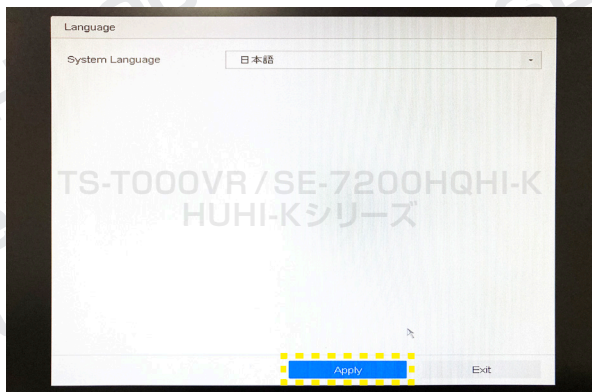 Language
System Language 日本語
TS-T000VR/SE-7200HQHI-K
HUHI-Kシリーズ
Apply Exit